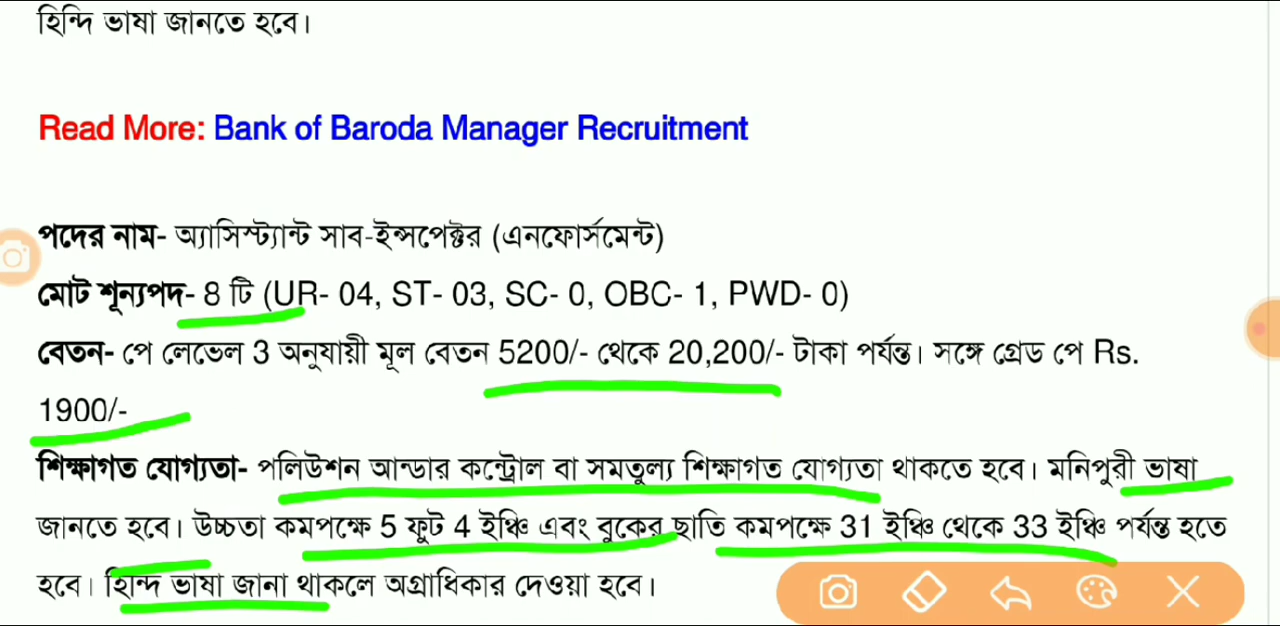 হিন্দি ভাষা জানতে হবে।
Read More: Bank of Baroda Manager Recruitment
পদের নাম- অ্যাসিস্ট্যান্ট সাব-ইন্সপেক্টর (এনফোর্সমেন্ট)
মোট শূন্যপদ- 8 টি (UR- 04, ST- 03, SC- 0, OBC- 1, PWD- 0)
বেতন- পে লেভেল 3 অনুযায়ী মূল বেতন 5200/- থেকে 20,200/- টাকা পর্যন্ত। সঙ্গে গ্রেড পে Rs.
1900/-
শিক্ষাগত যোগ্যতা- পলিউশন আন্ডার কন্ট্রোল বা সমতুল্য শিক্ষাগত যোগ্যতা থাকতে হবে। মনিপুরী ভাষা
জানতে হবে। উচ্চতা কমপক্ষে 5 ফুট 4 ইঞ্চি এবং বুকের ছাতি কমপক্ষে 31 ইঞ্চি থেকে 33 ইঞ্চি পর্যন্ত হতে
হবে। হিন্দি ভাষা জানা থাকলে অগ্রাধিকার দেওয়া হবে।